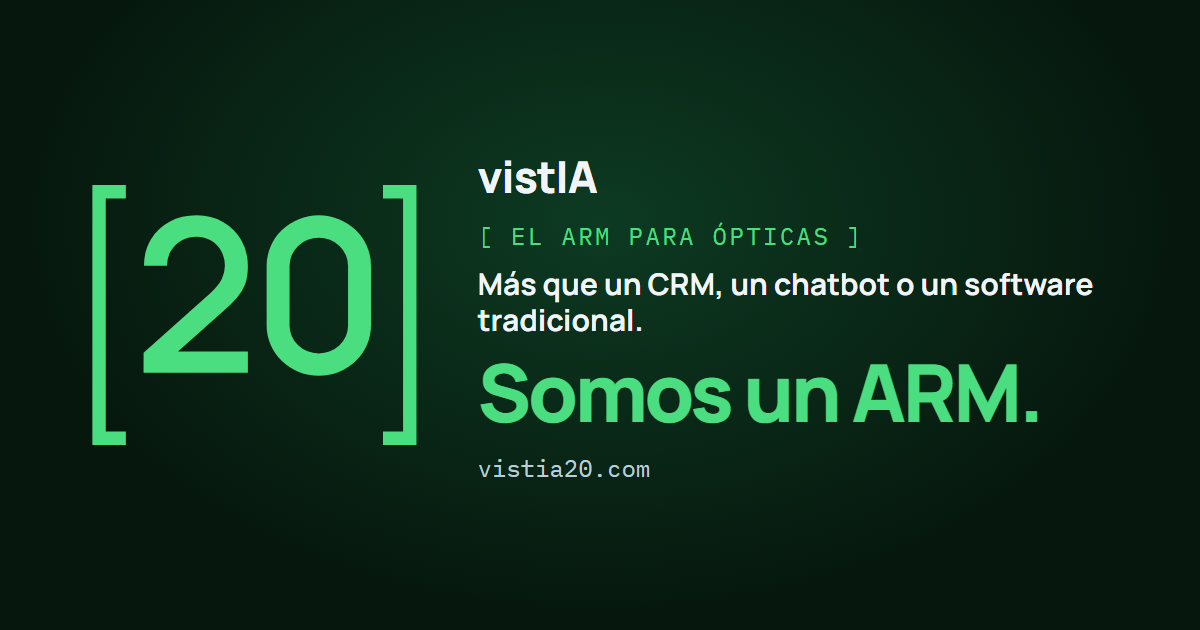 [20]
vistIA
[ EL ARM PARA ÓPTICAS ]
Más que un CRM, un chatbot o un software
tradicional.
Somos un ARM.
vistia20.com